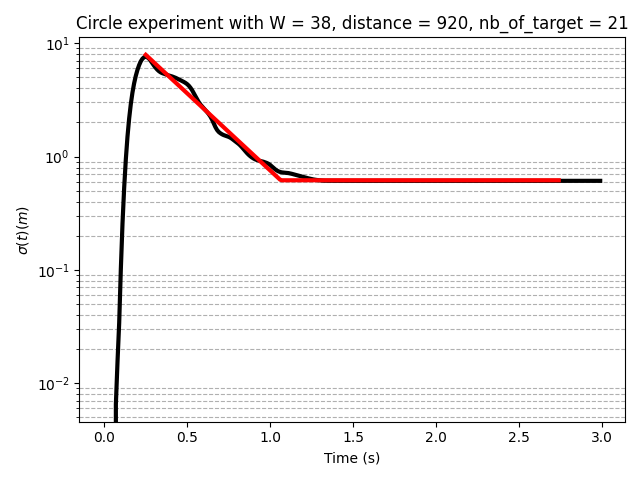 Circle experiment with W = 38, distance = 920, nb_of_target = 21
10¹
10⁰
10⁻¹
10⁻²
σ(t)(m)
0.0 0.5 1.0 1.5 2.0 2.5 3.0
Time (s)